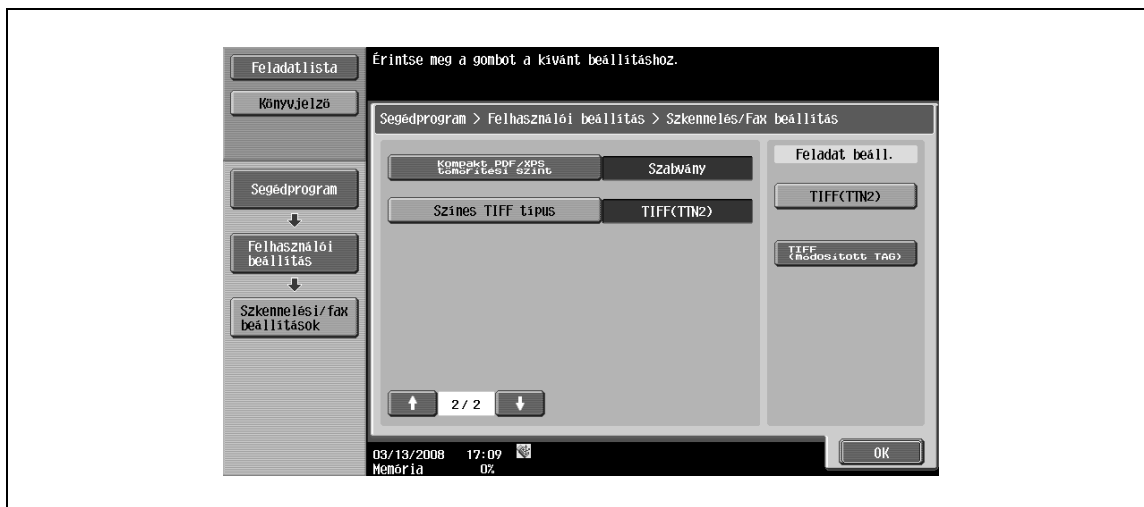 Feladatlista
Könyvjelző
Segédprogram
Felhasználói
beállítás
Szkennelési/fax
beállítások
Érintse meg a gombot a kívánt beállításhoz.
Segédprogram > Felhasználói beállítás > Szkennelés/Fax beállítás
Kompakt PDF/XPS
tömörítesi szint
Szabvány
Színes TIFF típus
TIFF(TTN2)
2/ 2
Feladat beáll.
TIFF(TTN2)
TIFF
(módosított TAG)
OK
03/13/2008 17:09
Memória 0%